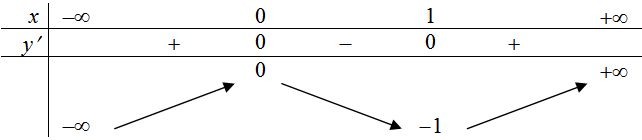 x −∞ 0 1 +∞
y′ + 0 − 0 +
0 +∞
−∞ −1